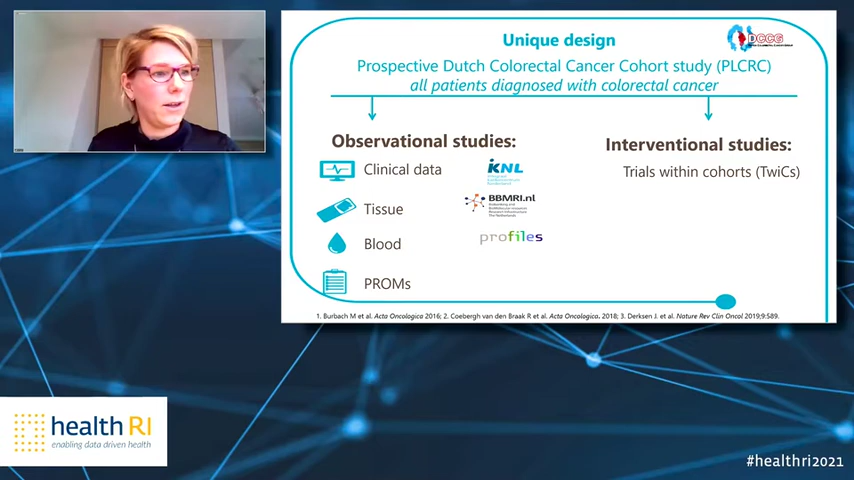 Unique design
DCCG
Prospective Dutch Colorectal Cancer Cohort study (PLCRC)
all patients diagnosed with colorectal cancer
Observational studies:
Clinical data
Tissue
Blood
PROMs
iKNL
BBMRI.nl
profiles
Interventional studies:
Trials within cohorts (TwiCs)
1. Burbach M et al. Acta Oncologica 2016; 2. Coebergh van den Braak R et al. Acta Oncologica. 2018; 3. Derksen J. et al. Nature Rev Clin Oncol 2019;9:589.
health RI
enabling data driven health
#healthri2021